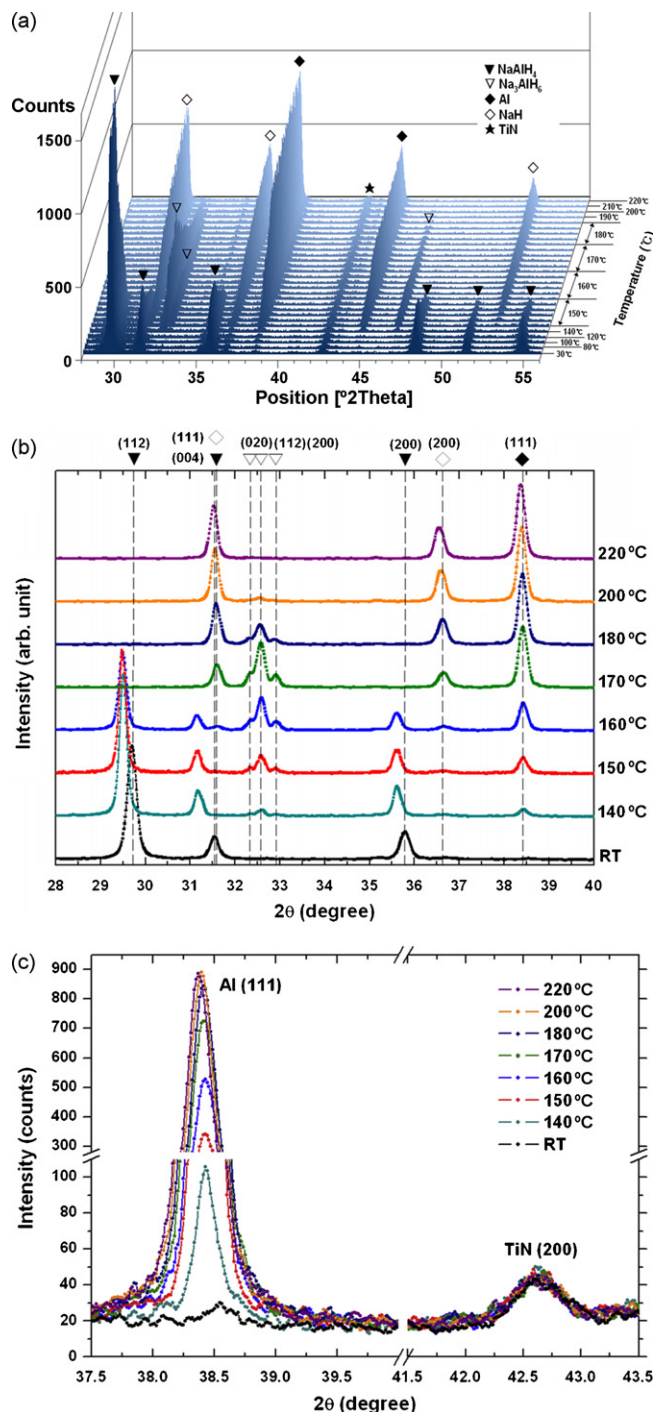 (a)
Counts
1500
1000
500
0
▼ NaAlH₄
▽ Na₃AlH₆
◆ Al
◇ NaH
★ TiN
220℃
210℃
200℃
190℃
180℃
170℃
160℃
150℃
140℃
120℃
100℃
80℃
30℃
Temperature (℃)
30 35 40 45 50 55
Position [°2Theta]
(b)
(112) (111) (020) (112)(200) (200) (200) (111)
(004)
Intensity (arb. unit)
220 ºC
200 ºC
180 ºC
170 ºC
160 ºC
150 ºC
140 ºC
RT
28 29 30 31 32 33 34 35 36 37 38 39 40
2θ (degree)
(c)
Intensity (counts)
900
800
700
600
500
400
300
100
80
60
40
20
0
Al (111)
220 ºC
200 ºC
180 ºC
170 ºC
160 ºC
150 ºC
140 ºC
RT
TiN (200)
37.5 38.0 38.5 39.0 39.5 40.0 41.5 42.0 42.5 43.0 43.5
2θ (degree)